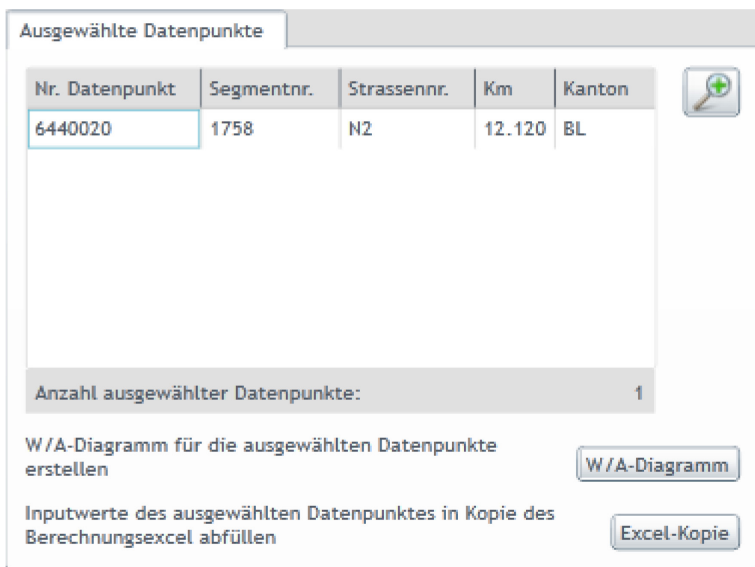 Ausgewählte Datenpunkte
Nr. Datenpunkt Segmentnr. Strassennr. Km Kanton
6440020 1758 N2 12.120 BL
Anzahl ausgewählter Datenpunkte: 1
W/A-Diagramm für die ausgewählten Datenpunkte
erstellen
W/A-Diagramm
Inputwerte des ausgewählten Datenpunktes in Kopie des
Berechnungsexcel abfüllen
Excel-Kopie